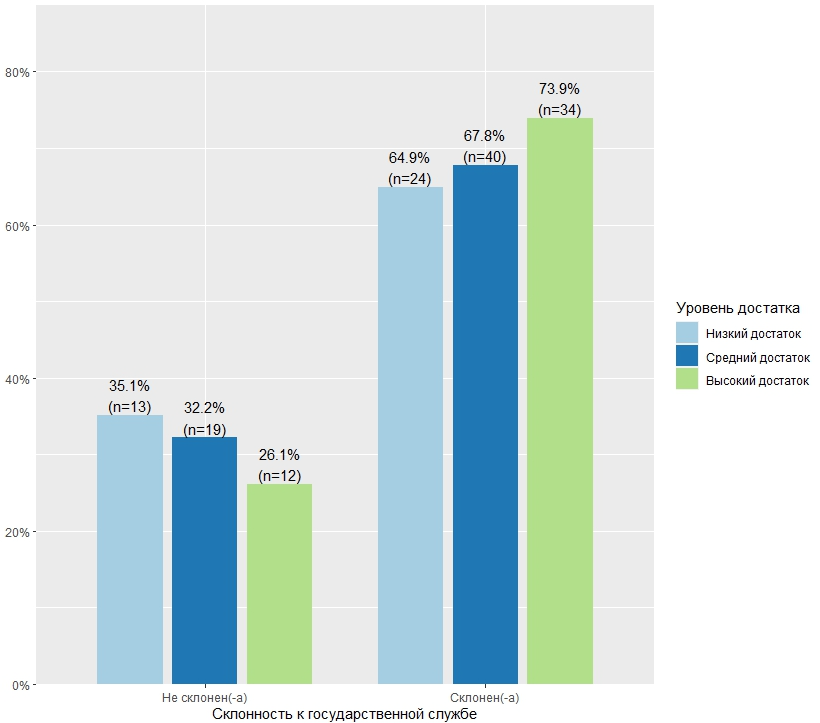 80%
60%
40%
20%
0%
35.1%
(n=13)
32.2%
(n=19)
26.1%
(n=12)
64.9%
(n=24)
67.8%
(n=40)
73.9%
(n=34)
Не склонен(-а)
Склонен(-а)
Склонность к государственной службе
Уровень достатка
Низкий достаток
Средний достаток
Высокий достаток